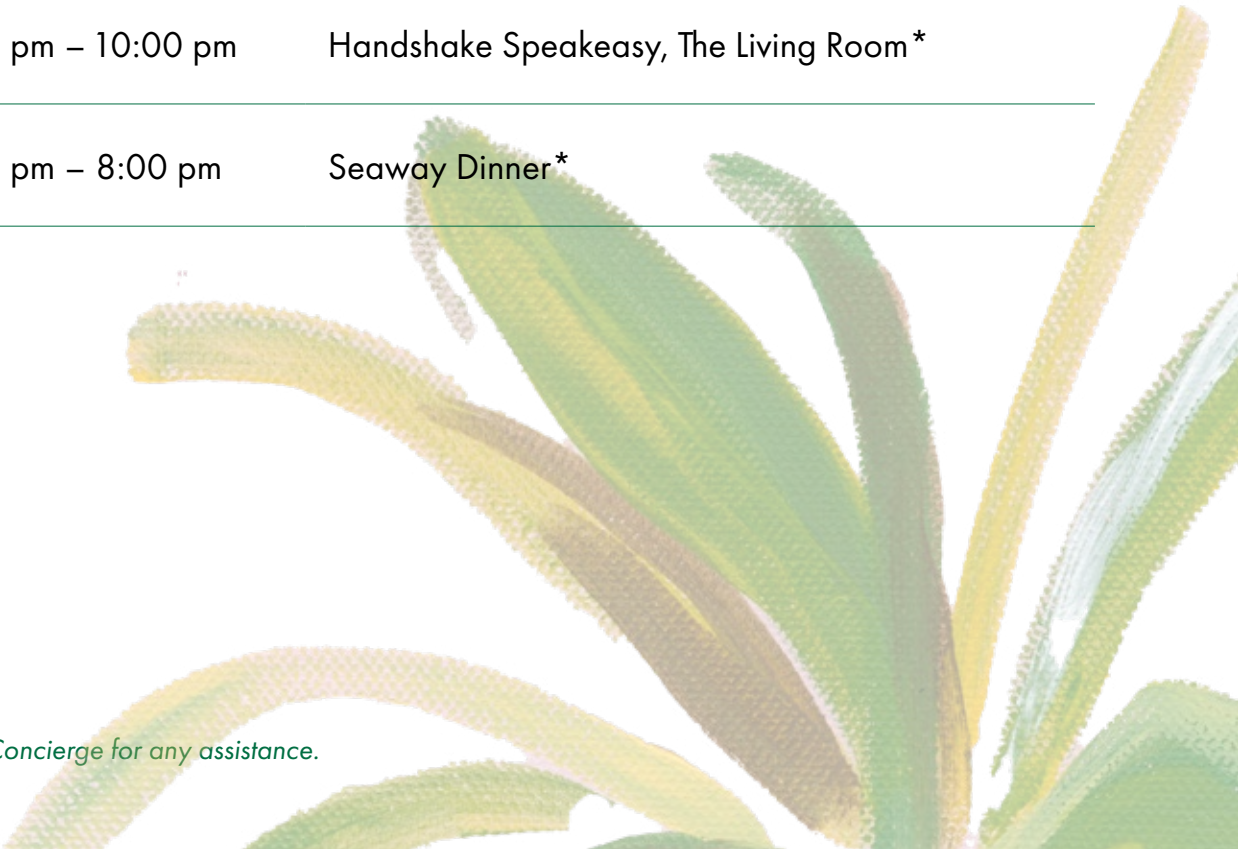 pm – 10:00 pm Handshake Speakeasy, The Living Room*
pm – 8:00 pm Seaway Dinner*
Concierge for any assistance.